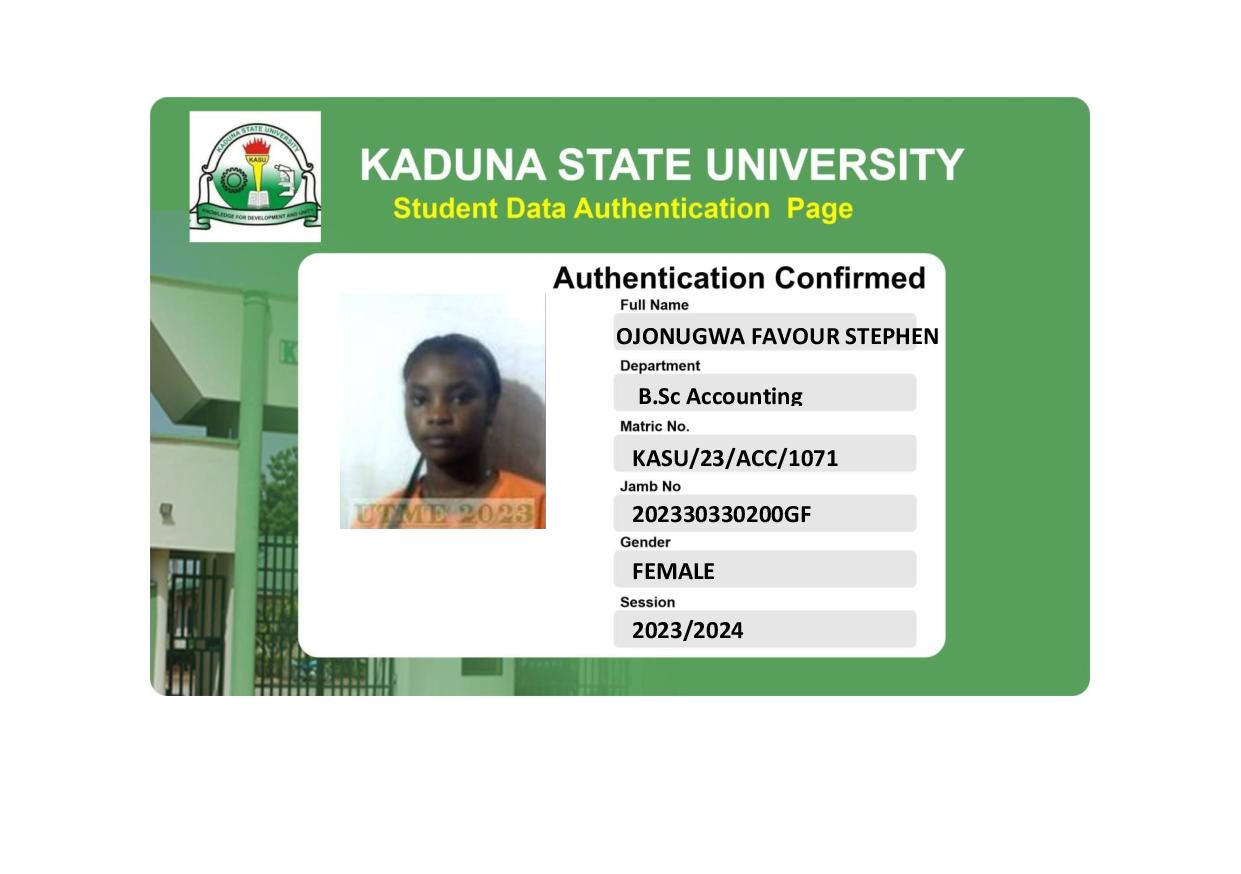 KADUNA STATE UNIVERSITY
KASU
KNOWLEDGE FOR DEVELOPMENT AND UNITY
KADUNA STATE UNIVERSITY
Student Data Authentication Page
Authentication Confirmed
Full Name
OJONUGWA FAVOUR STEPHEN
Department
B.Sc Accounting
Matric No.
KASU/23/ACC/1071
Jamb No
202330330200GF
Gender
FEMALE
Session
2023/2024
UTME 2023
K